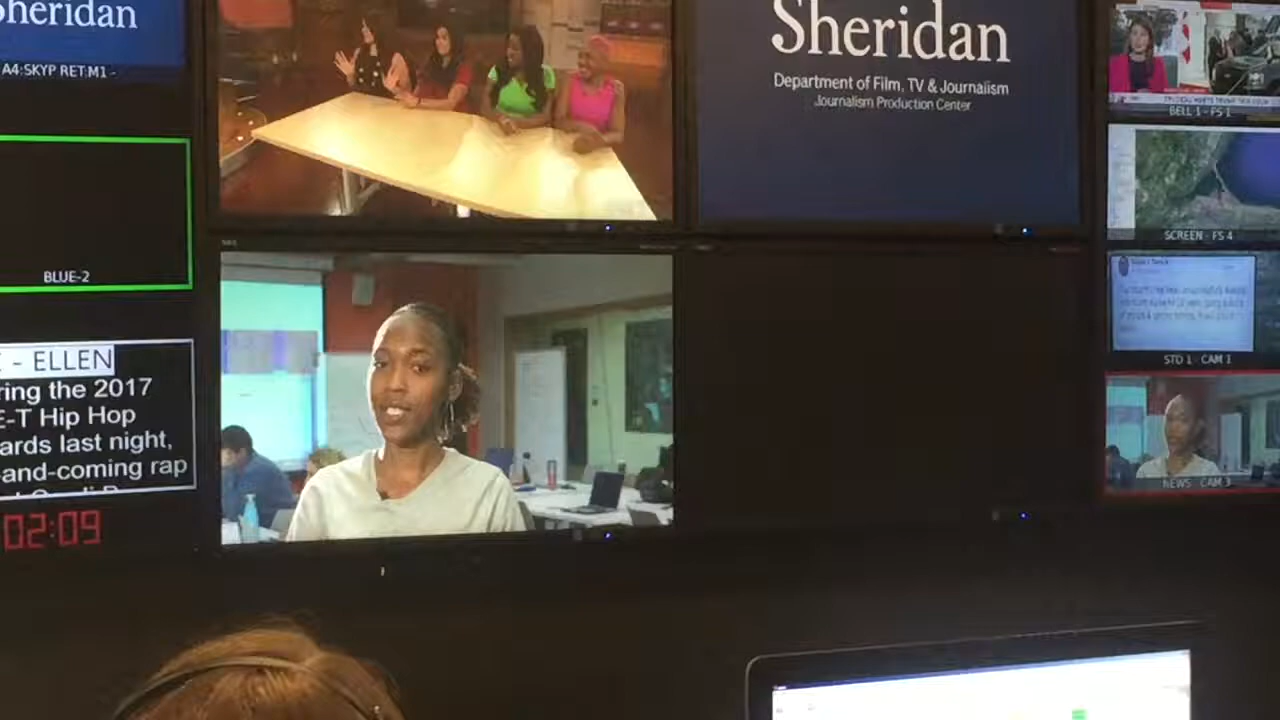 Sheridan
A4:SKYP RET:M1 -
BLUE-2
- ELLEN
ring the 2017
E-T Hip Hop
ards last night,
-and-coming rap
02:09
Sheridan
Department of Film, TV & Journalism
Journalism Production Center
BELL 1 - FS 1
SCREEN - FS 4
STD 1 - CAM 1
NEWS - CAM 3